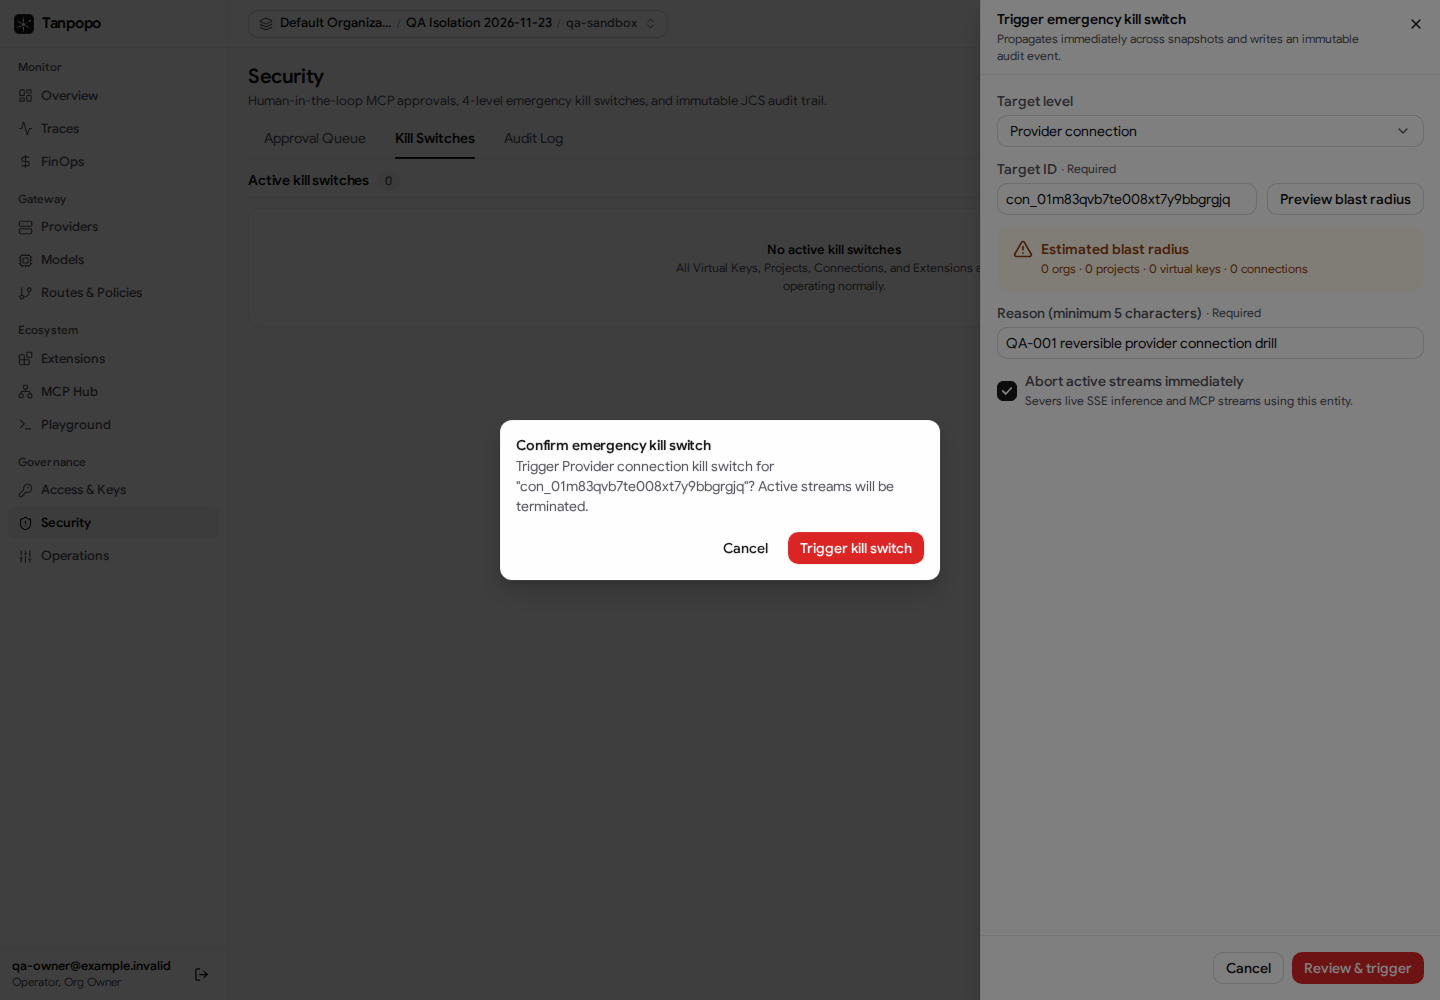 Tanpopo
Default Organiza... / QA Isolation 2026-11-23 / qa-sandbox
Monitor
Overview
Traces
FinOps
Gateway
Providers
Models
Routes & Policies
Ecosystem
Extensions
MCP Hub
Playground
Governance
Access & Keys
Security
Operations
qa-owner@example.invalid
Operator, Org Owner
Security
Human-in-the-loop MCP approvals, 4-level emergency kill switches, and immutable JCS audit trail.
Approval Queue Kill Switches Audit Log
Active kill switches 0
No active kill switches
All Virtual Keys, Projects, Connections, and Extensions a
operating normally.
Confirm emergency kill switch
Trigger Provider connection kill switch for
"con_01m83qvb7te008xt7y9bbgrgjq"? Active streams will be
terminated.
Cancel Trigger kill switch
Trigger emergency kill switch
Propagates immediately across snapshots and writes an immutable
audit event.
Target level
Provider connection
Target ID · Required
con_01m83qvb7te008xt7y9bbgrgjq Preview blast radius
Estimated blast radius
0 orgs · 0 projects · 0 virtual keys · 0 connections
Reason (minimum 5 characters) · Required
QA-001 reversible provider connection drill
Abort active streams immediately
Severs live SSE inference and MCP streams using this entity.
Cancel Review & trigger